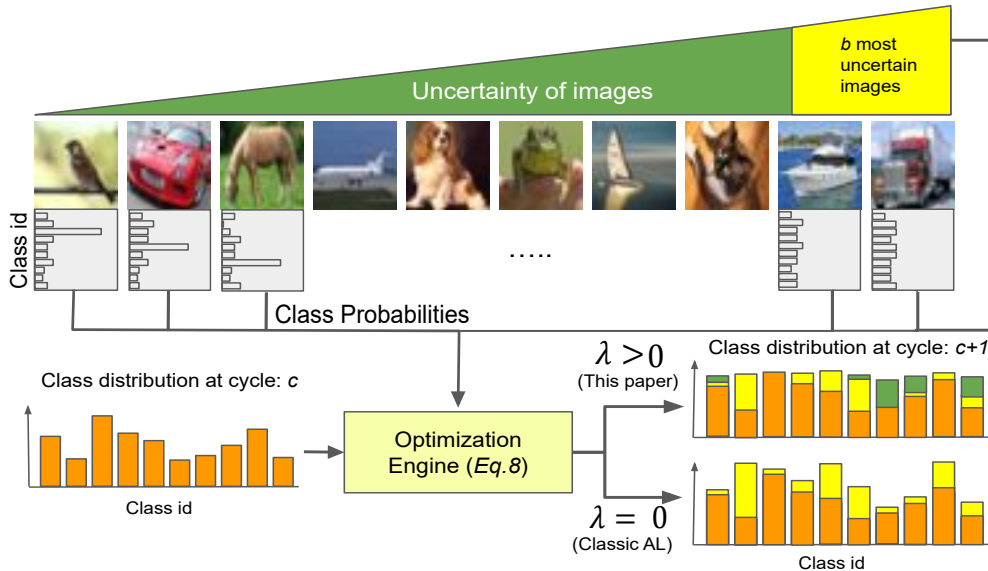 b most
uncertain
images
Uncertainty of images
Class id
.....
Class Probabilities
Class distribution at cycle: c
Class id
Optimization
Engine (Eq.8)
λ >0
(This paper)
λ = 0
(Classic AL)
Class distribution at cycle: c+1
Class id